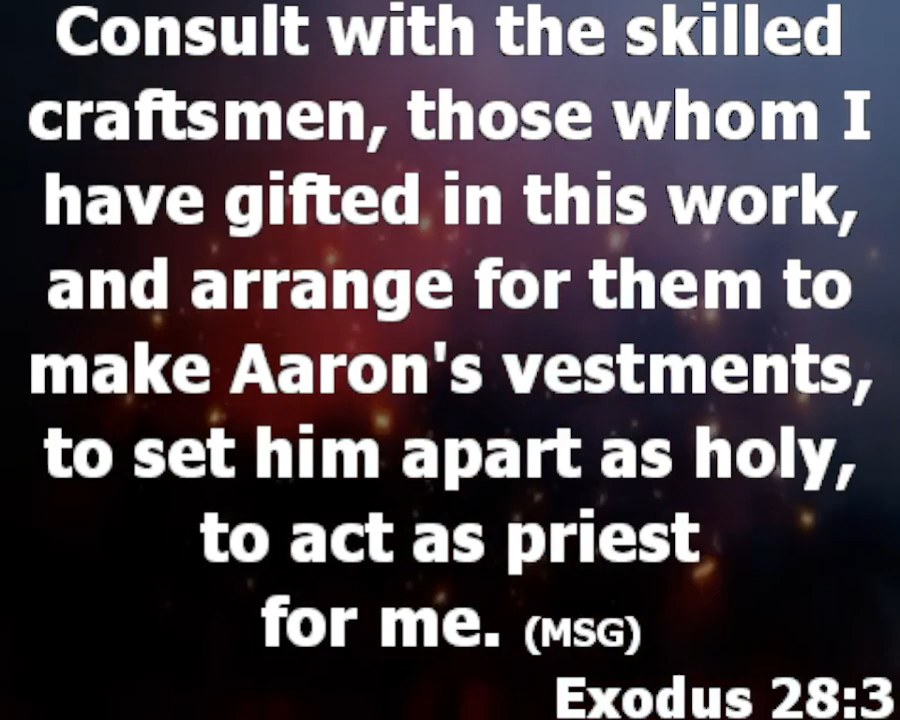 Consult with the skilled
craftsmen, those whom I
have gifted in this work,
and arrange for them to
make Aaron's vestments,
to set him apart as holy,
to act as priest
for me. (MSG)
Exodus 28:3